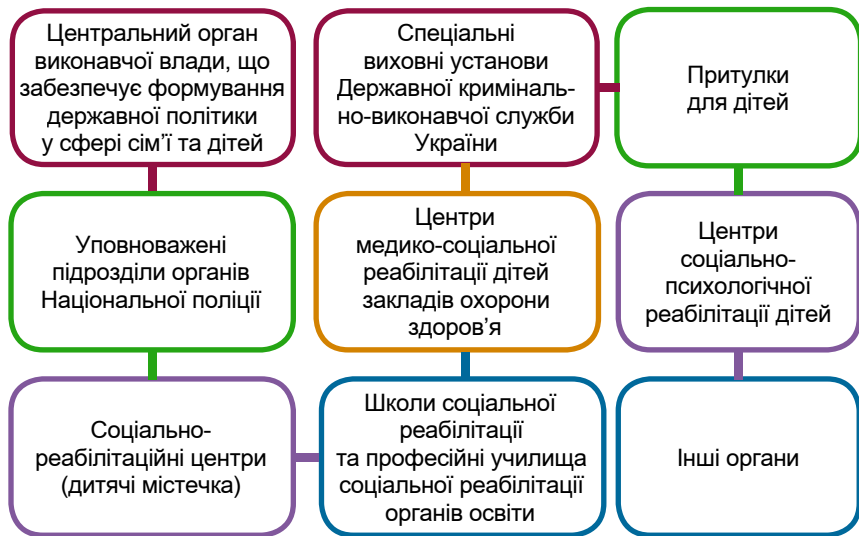 Центральний орган
виконавчої влади, що
забезпечує формування
державної політики
у сфері сім’ї та дітей
Уповноважені
підрозділи органів
Національної поліції
Соціально-
реабілітаційні центри
(дитячі містечка)
Школи соціальної
реабілітації
та професійні училища
соціальної реабілітації
органів освіти
Центри
медико-соціальної
реабілітації дітей
закладів охорони
здоров’я
Спеціальні
виховні установи
Державної криміналь-
но-виконавчої служби
України
Притулки
для дітей
Центри
соціально-
психологічної
реабілітації дітей
Інші органи